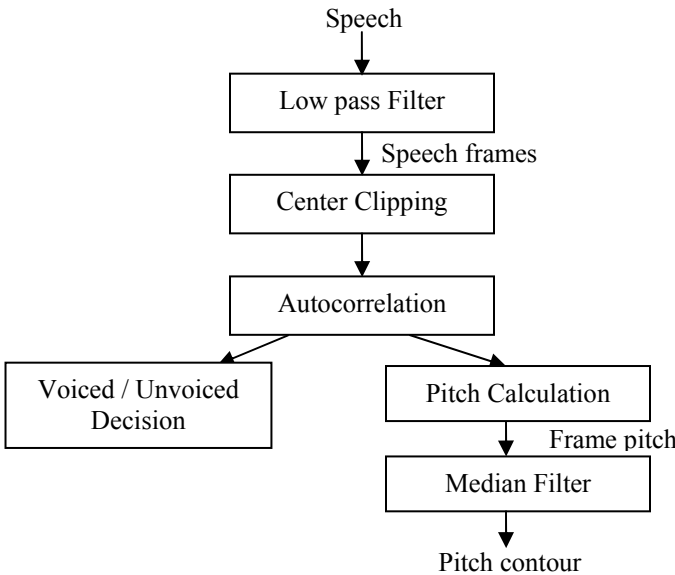 Speech
Low pass Filter
Speech frames
Center Clipping
Autocorrelation
Voiced / Unvoiced
Decision
Pitch Calculation
Frame pitch
Median Filter
Pitch contour